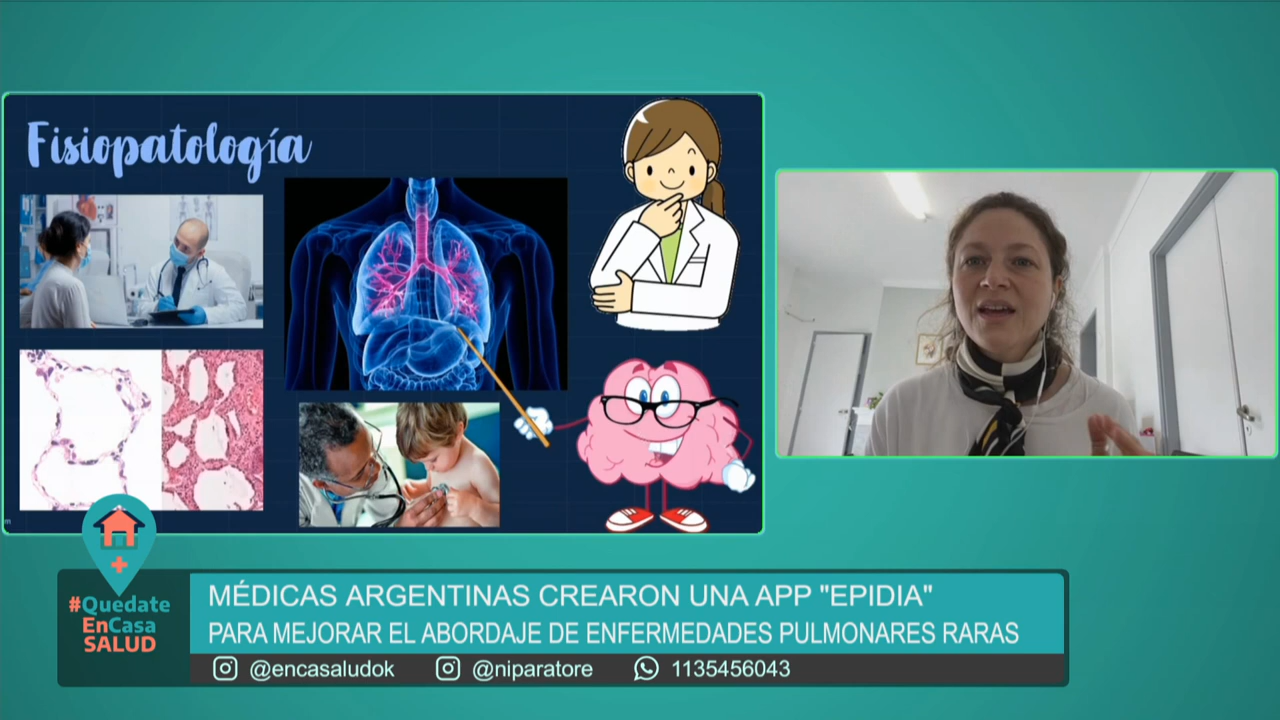 Fisiopatología
#Quedate
EnCasa
SALUD
MÉDICAS ARGENTINAS CREARON UNA APP "EPIDIA"
PARA MEJORAR EL ABORDAJE DE ENFERMEDADES PULMONARES RARAS
@encasaludok @niparatore 1135456043